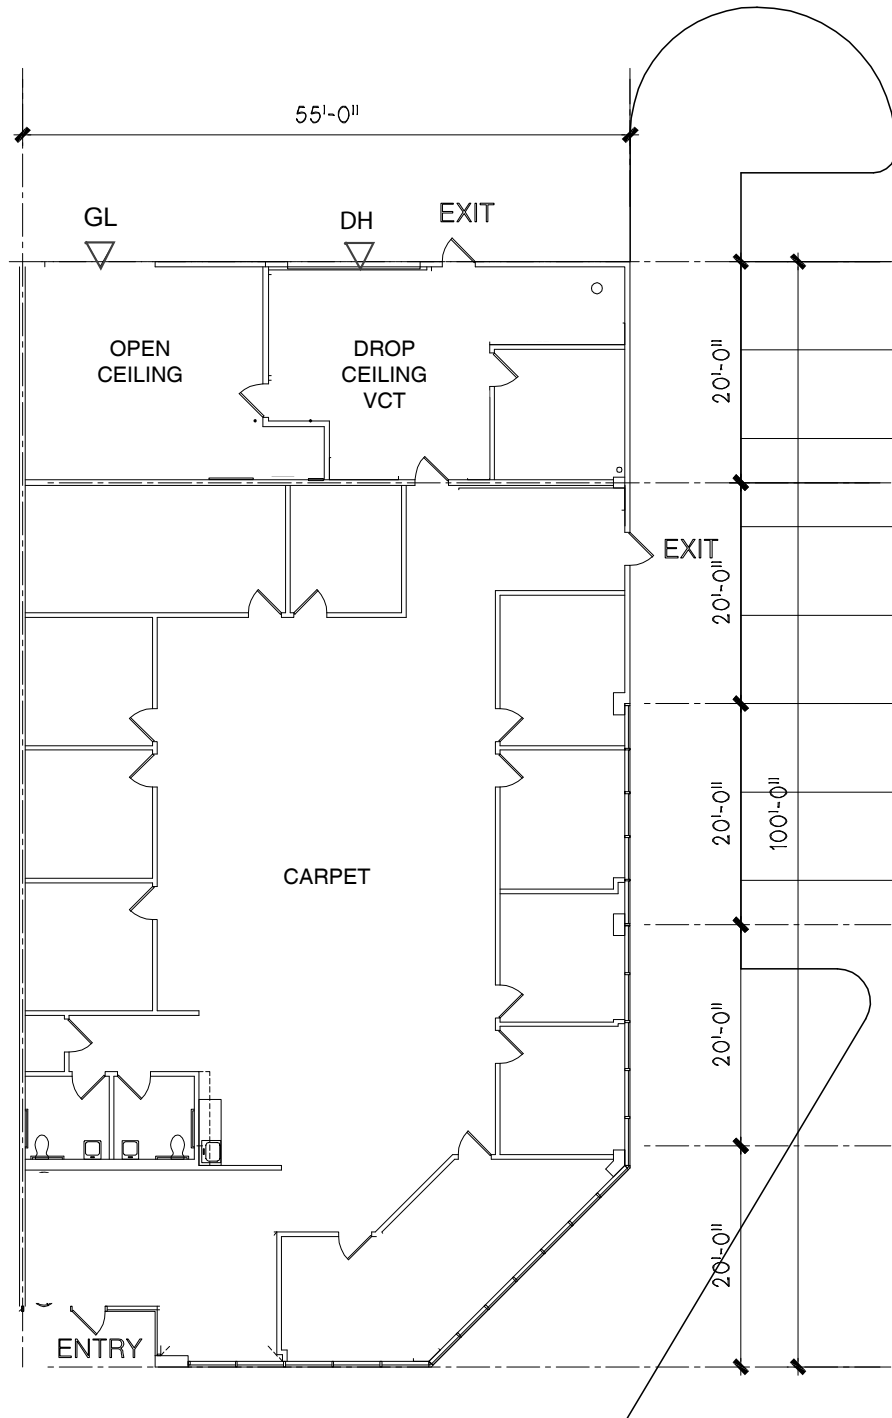 55'-0"
GL
DH
EXIT
OPEN
CEILING
DROP
CEILING
VCT
20'-0"
EXIT
20'-0"
20'-0"
100'-0"
CARPET
20'-0"
20'-0"
ENTRY